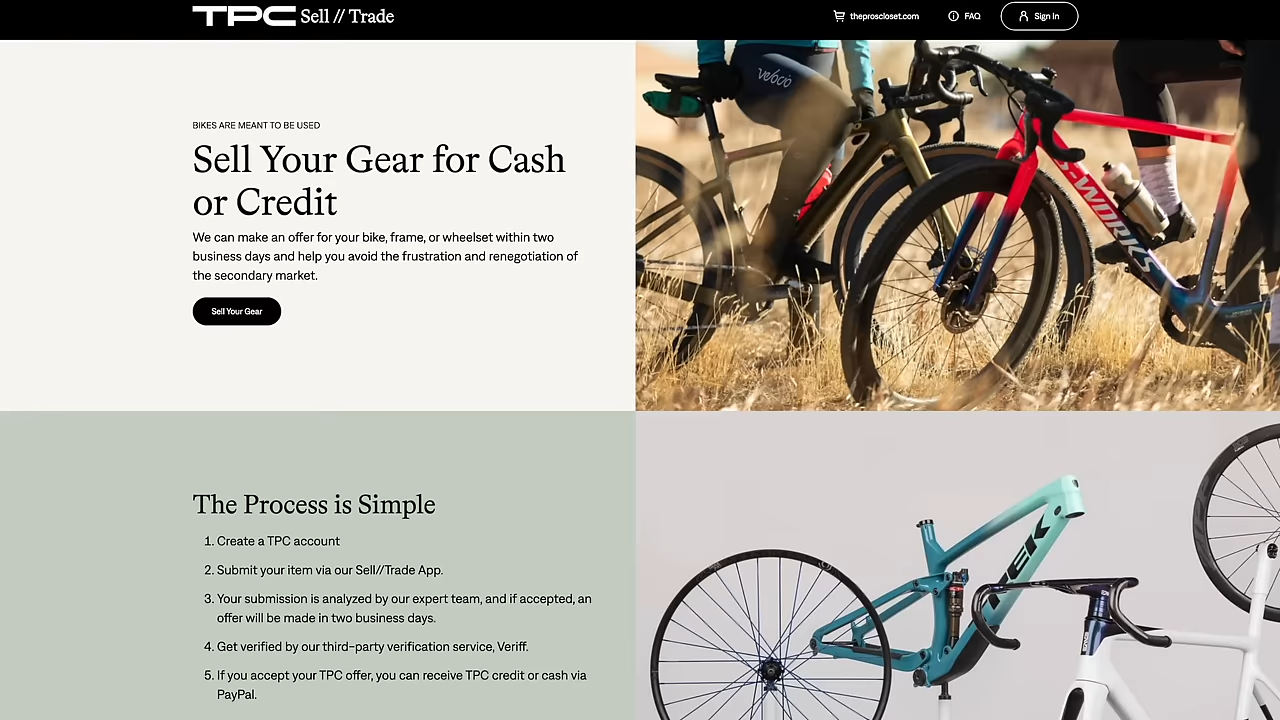 TPC Sell // Trade
theproscloset.com
FAQ
Sign In
BIKES ARE MEANT TO BE USED
Sell Your Gear for Cash
or Credit
We can make an offer for your bike, frame, or wheelset within two
business days and help you avoid the frustration and renegotiation of
the secondary market.
Sell Your Gear
velocio
S-WORKS
The Process is Simple
1. Create a TPC account
2. Submit your item via our Sell//Trade App.
3. Your submission is analyzed by our expert team, and if accepted, an
offer will be made in two business days.
4. Get verified by our third-party verification service, Veriff.
5. If you accept your TPC offer, you can receive TPC credit or cash via
PayPal.
TREK